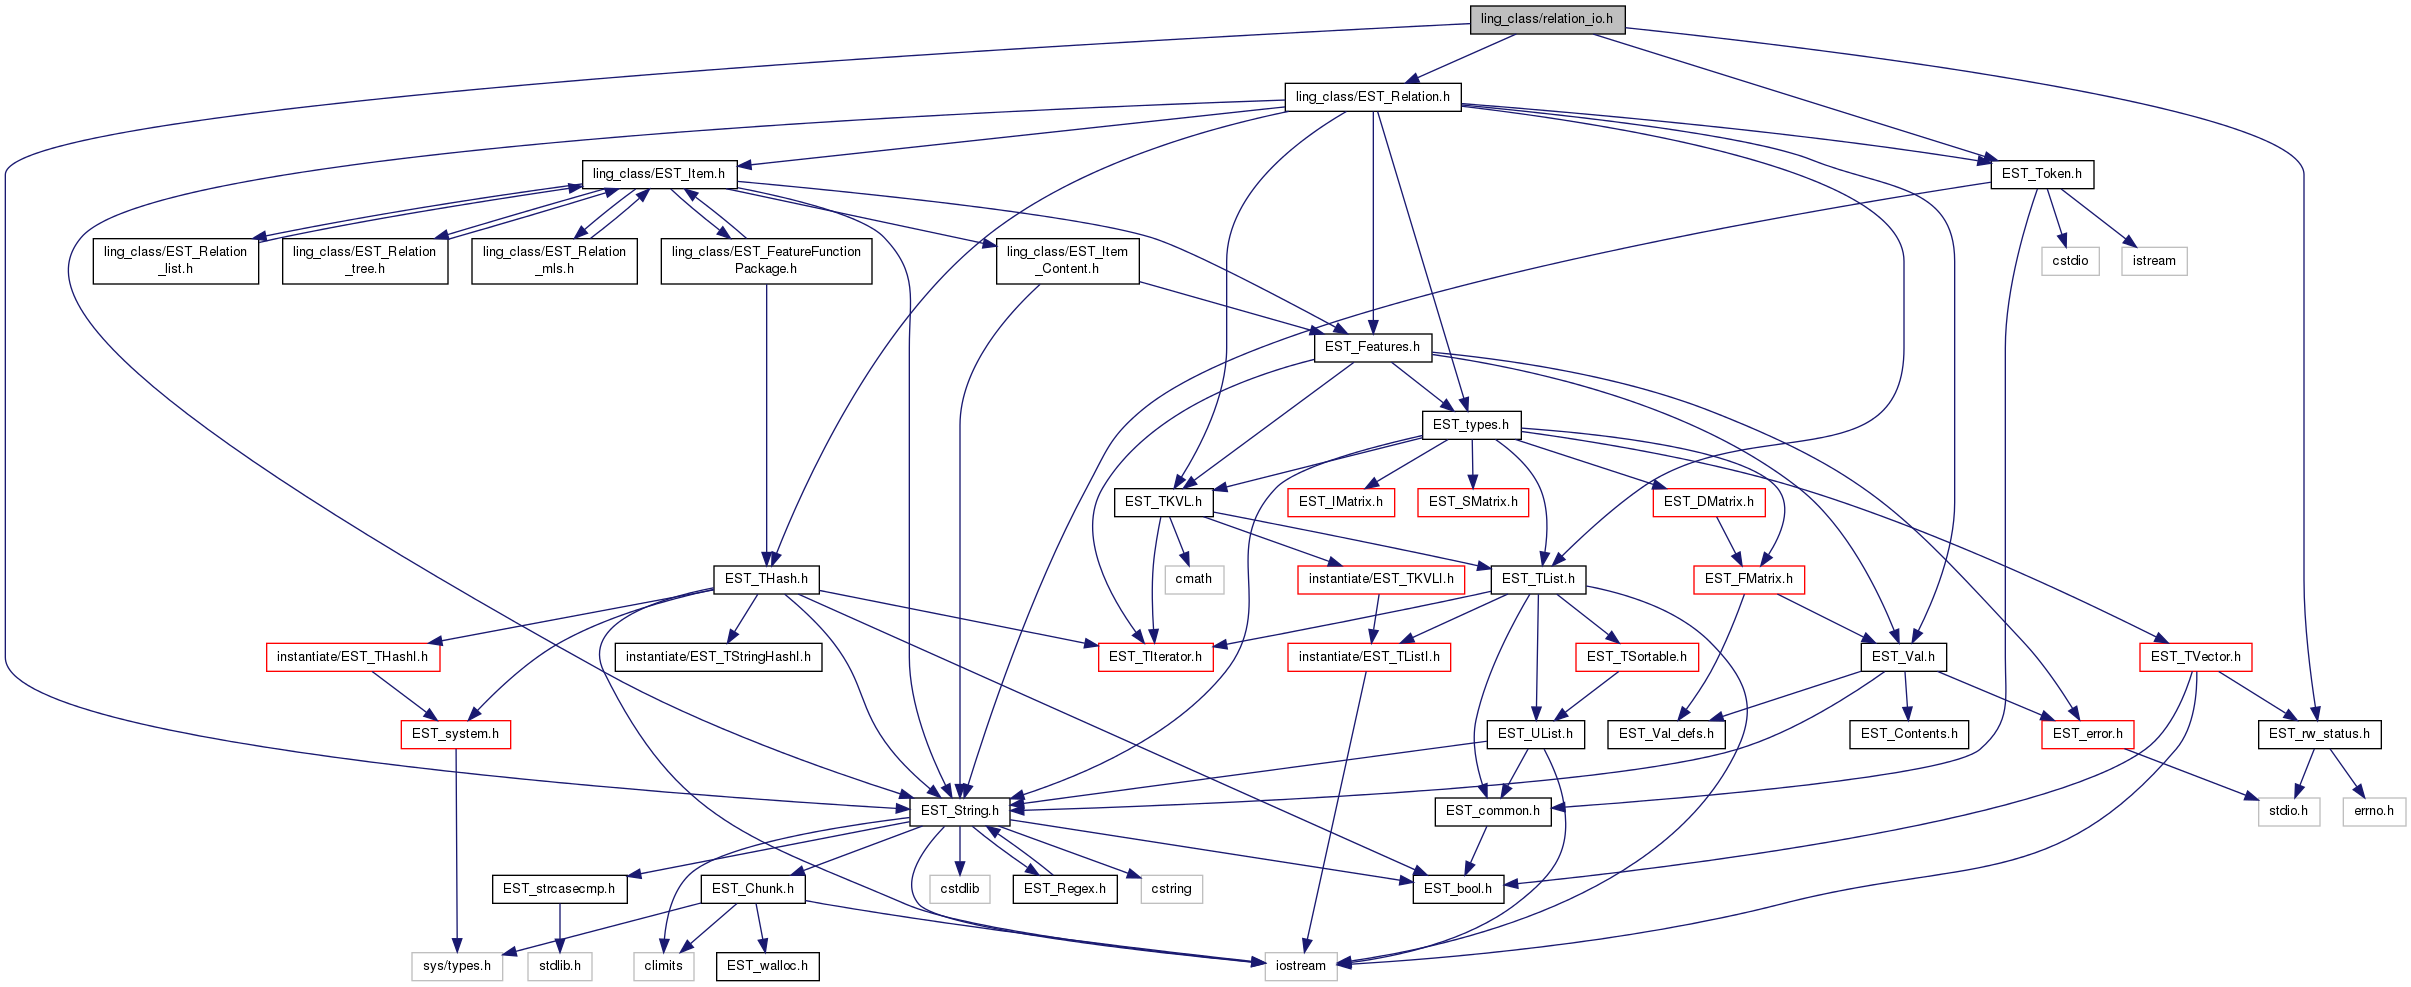 ling_class/relation_io.h
ling_class/EST_Relation.h
ling_class/EST_Item.h
EST_Token.h
ling_class/EST_Relation
_list.h
ling_class/EST_Relation
_tree.h
ling_class/EST_Relation
_mls.h
ling_class/EST_FeatureFunction
Package.h
ling_class/EST_Item
_Content.h
cstdio
istream
EST_Features.h
EST_types.h
EST_TKVL.h
EST_IMatrix.h
EST_SMatrix.h
EST_DMatrix.h
EST_THash.h
cmath
instantiate/EST_TKVLI.h
EST_TList.h
EST_FMatrix.h
instantiate/EST_THashI.h
instantiate/EST_TStringHashI.h
EST_TIterator.h
instantiate/EST_TListI.h
EST_TSortable.h
EST_Val.h
EST_TVector.h
EST_system.h
EST_UList.h
EST_Val_defs.h
EST_Contents.h
EST_error.h
EST_rw_status.h
EST_String.h
EST_common.h
stdio.h
errno.h
EST_strcasecmp.h
EST_Chunk.h
cstdlib
EST_Regex.h
cstring
EST_bool.h
sys/types.h
stdlib.h
climits
EST_walloc.h
iostream